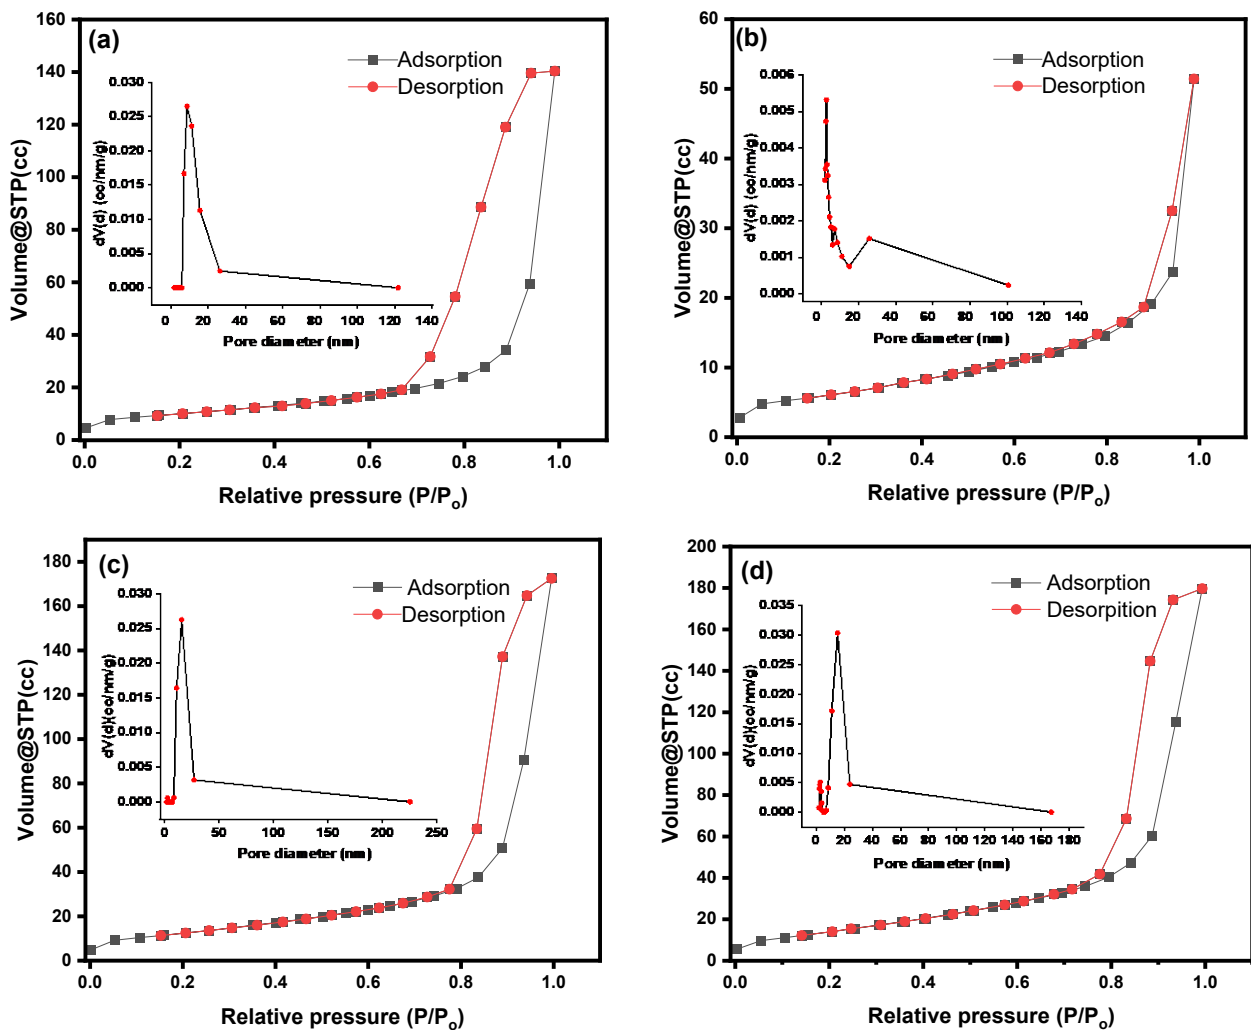 (a)
Adsorption
Desorption
Volume@STP(cc)
160
140
120
100
80
60
40
20
0
0.0 0.2 0.4 0.6 0.8 1.0
Relative pressure (P/Po)
dV(d) (cc/nm/g)
0.030
0.025
0.020
0.015
0.010
0.005
0.000
0 20 40 60 80 100 120 140
Pore diameter (nm)
(b)
Adsorption
Desorption
Volume@STP(cc)
60
50
40
30
20
10
0
0.0 0.2 0.4 0.6 0.8 1.0
Relative pressure (P/Po)
dV(d) (cc/nm/g)
0.006
0.005
0.004
0.003
0.002
0.001
0.000
0 20 40 60 80 100 120 140
Pore diameter (nm)
(c)
Adsorption
Desorption
Volume@STP(cc)
180
160
140
120
100
80
60
40
20
0
0.0 0.2 0.4 0.6 0.8 1.0
Relative pressure (P/Po)
dV(d)(cc/nm/g)
0.030
0.025
0.020
0.015
0.010
0.005
0.000
0 50 100 150 200 250
Pore diameter (nm)
(d)
Adsorption
Desorpition
Volume@STP(cc)
200
180
160
140
120
100
80
60
40
20
0
0.0 0.2 0.4 0.6 0.8 1.0
Relative pressure (P/Po)
dV(d)(cc/nm/g)
0.035
0.030
0.025
0.020
0.015
0.010
0.005
0.000
0 20 40 60 80 100 120 140 160 180
Pore diameter (nm)